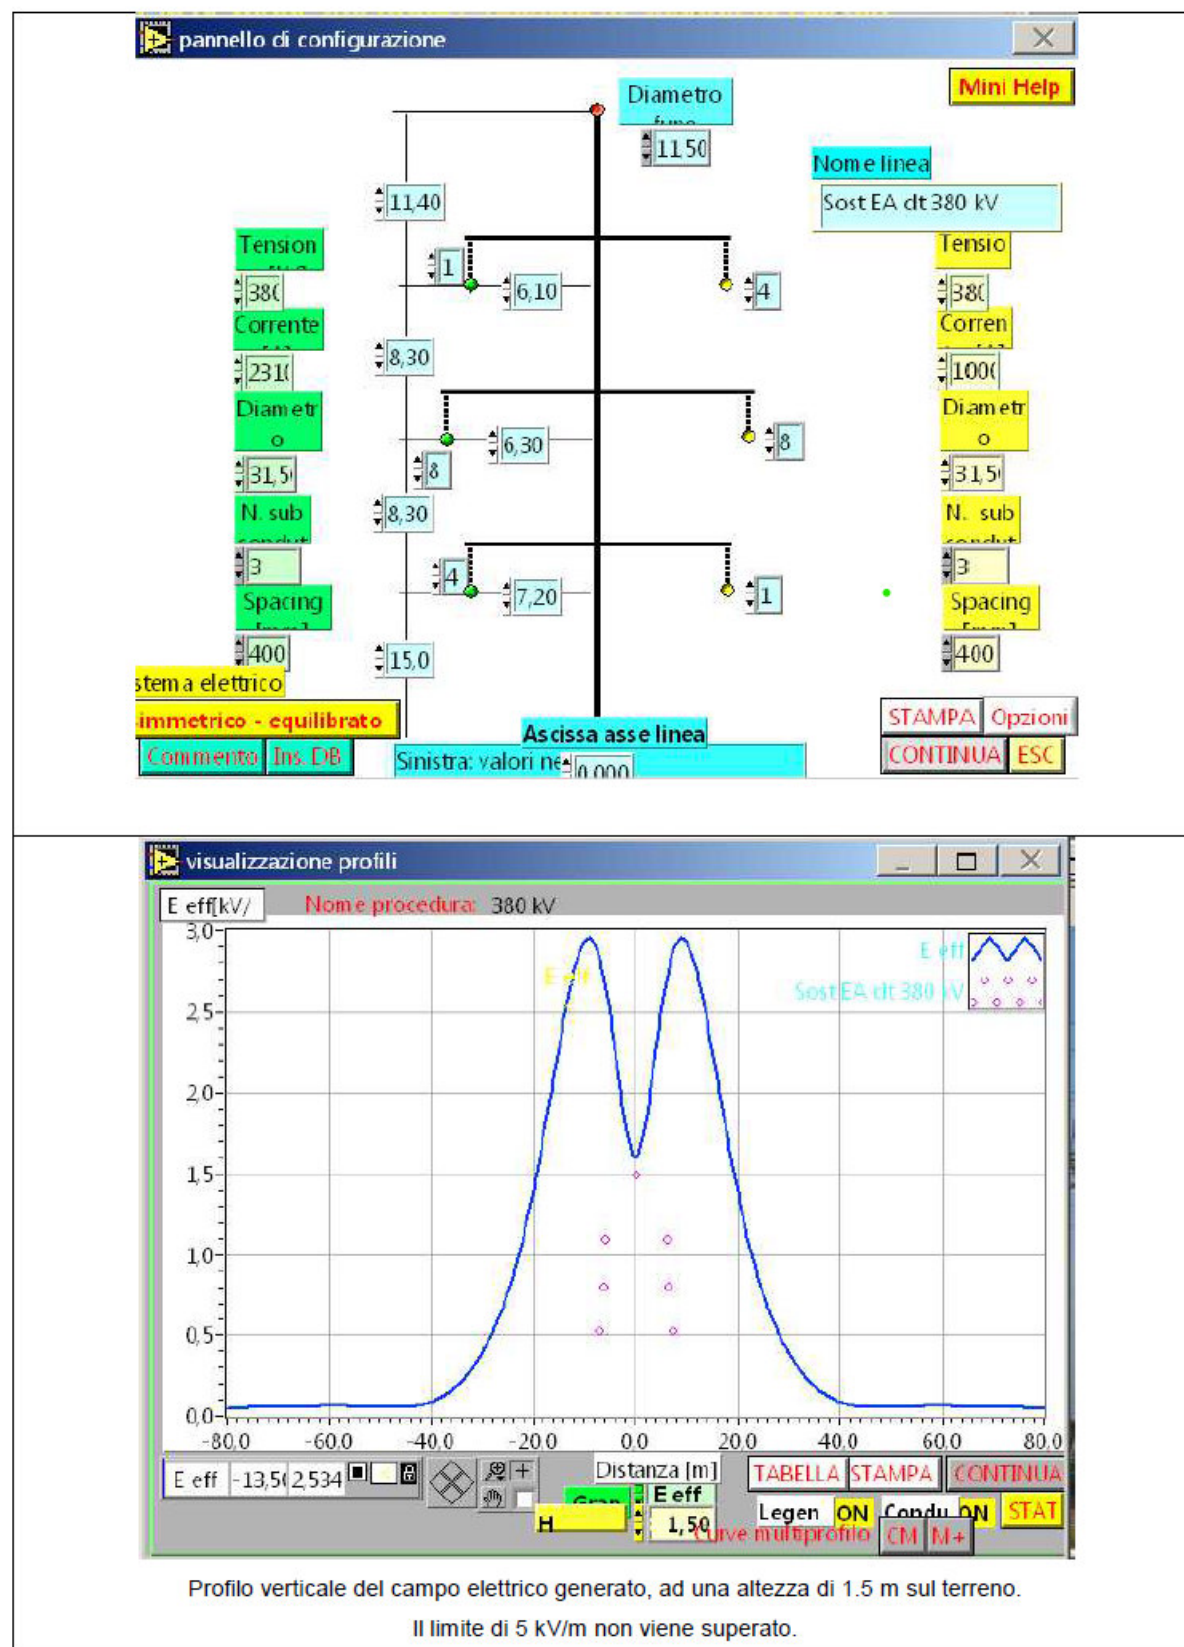 pannello di configurazione
Mini Help
Diametro
11,50
Nome linea
Sost EA dt 380 kV
11,40
Tension
380
Corrente
2310
Diametr
o
31,5
N. sub
3
Spacing
400
1
6,10
4
8,30
8
6,30
8
8,30
4
7,20
1
15,0
Tensio
380
Corren
1000
Diametr
o
31,5
N. sub
3
Spacing
400
stema elettrico
immetrico - equilibrato
Commento Ins. DB
Ascissa asse linea
Sinistra: valori ne
0,000
STAMPA Opzioni
CONTINUA ESC
visualizzazione profili
E eff[kV/
Nome procedura: 380 kV
E eff
E eff
Sost EA dt 380 kV
3,0
2,5
2,0
1,5
1,0
0,5
0,0
-80,0 -60,0 -40,0 -20,0 0,0 20,0 40,0 60,0 80,0
E eff -13,50 2,534
Distanza [m]
TABELLA STAMPA CONTINUA
Gran
E eff
H
1,50
Legen ON Condu ON STAT
Curve multiprofilo CM M+
Profilo verticale del campo elettrico generato, ad una altezza di 1.5 m sul terreno.
Il limite di 5 kV/m non viene superato.